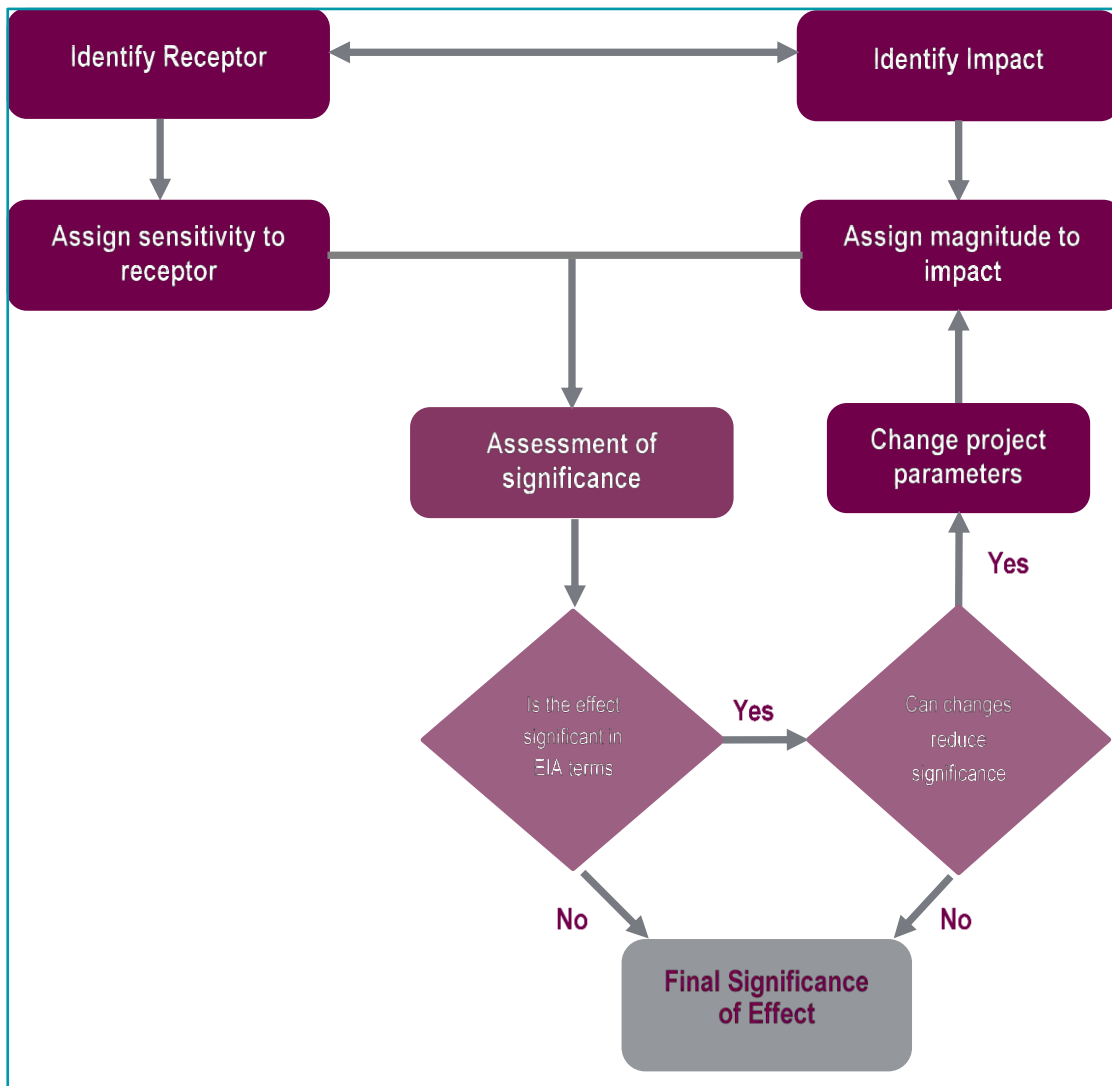 Identify Receptor
Identify Impact
Assign sensitivity to
receptor
Assign magnitude to
impact
Assessment of
significance
Change project
parameters
Yes
Is the effect
significant in
EIA terms
Yes
Can changes
reduce
significance
No
No
Final Significance
of Effect